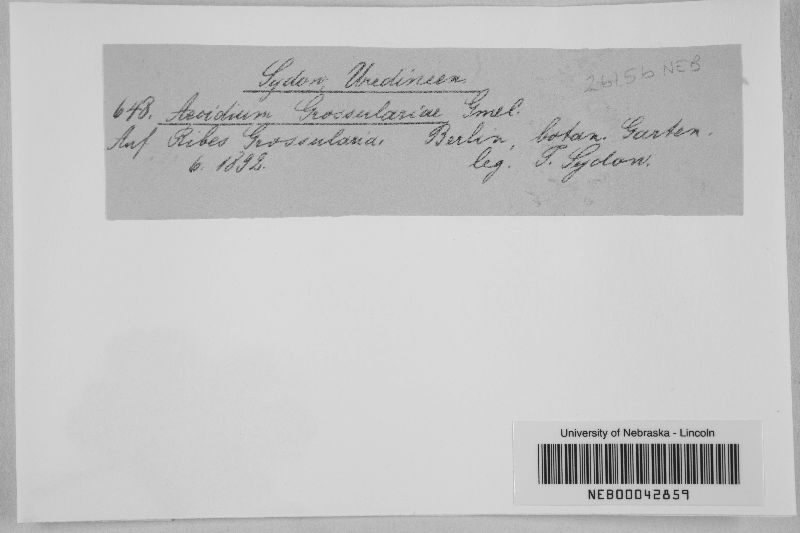 Sydow, Uredineen.
26156 NEB
648. Aecidium Grossulariae Gmel.
Auf Ribes Grossularia. Berlin, botan. Garten.
6. 1892. leg. P. Sydow.
University of Nebraska - Lincoln
NEB00042859